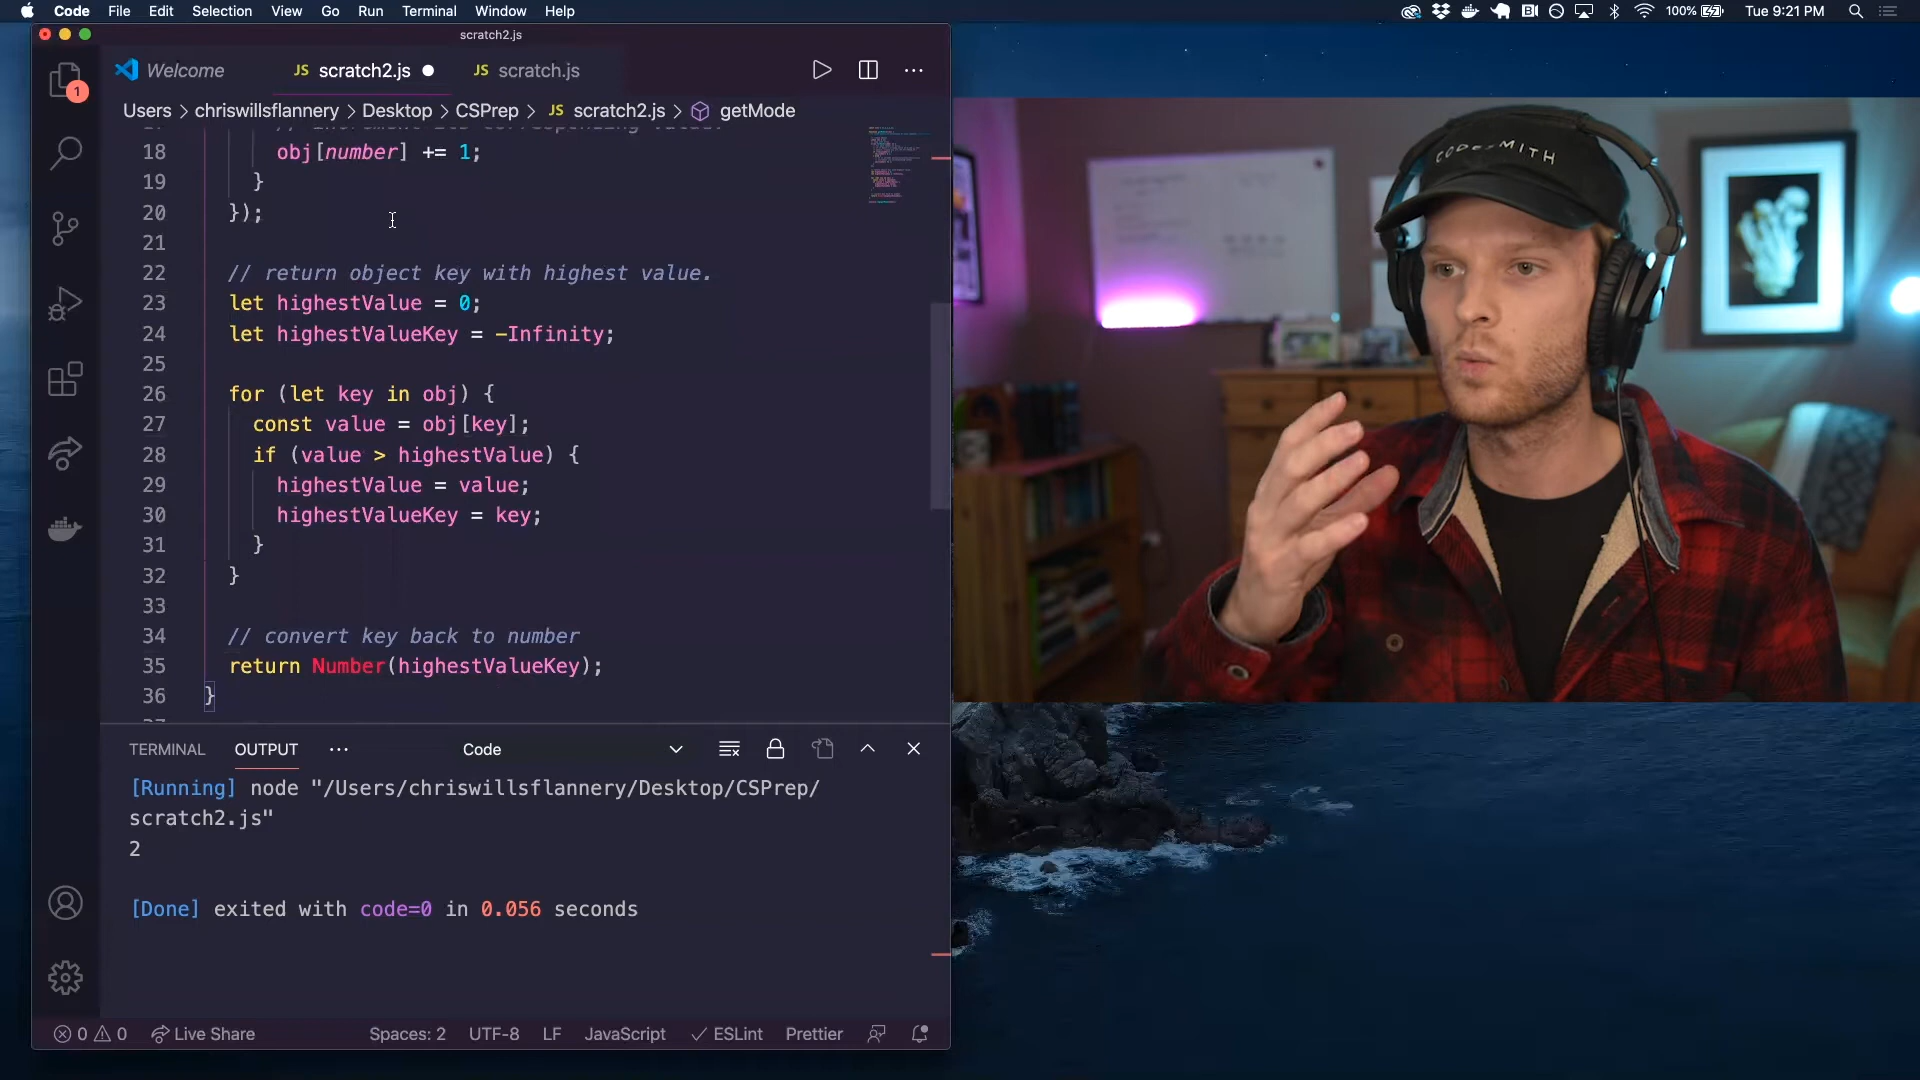 Code File Edit Selection View Go Run Terminal Window Help 100% Tue 9:21 PM
scratch2.js
Welcome JS scratch2.js JS scratch.js
1
Users > chriswillsflannery > Desktop > CSPrep > JS scratch2.js > getMode
18 obj[number] += 1;
19 }
20 });
21
22 // return object key with highest value.
23 let highestValue = 0;
24 let highestValueKey = -Infinity;
25
26 for (let key in obj) {
27 const value = obj[key];
28 if (value > highestValue) {
29 highestValue = value;
30 highestValueKey = key;
31 }
32 }
33
34 // convert key back to number
35 return Number(highestValueKey);
36 }
TERMINAL OUTPUT ··· Code
[Running] node "/Users/chriswillsflannery/Desktop/CSPrep/
scratch2.js"
2
[Done] exited with code=0 in 0.056 seconds
0 0 Live Share Spaces: 2 UTF-8 LF JavaScript ESLint Prettier
CODESMITH